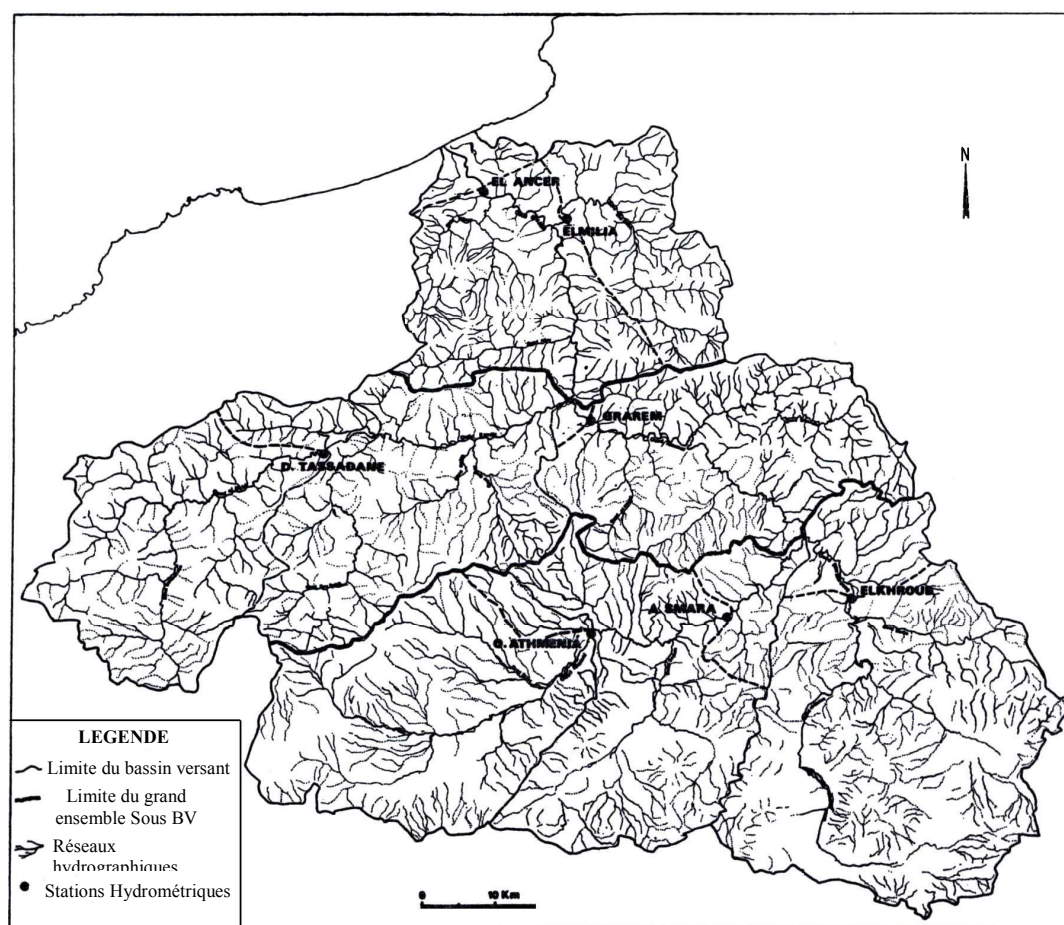 N
EL ANCER
ELMILIA
GRAREM
D. TASSADANE
ELKHROUB
A. SMARA
O. ATHMENIA
LEGENDE
Limite du bassin versant
Limite du grand
ensemble Sous BV
Réseaux
hydrographiques
Stations Hydrométriques
0 10 Km